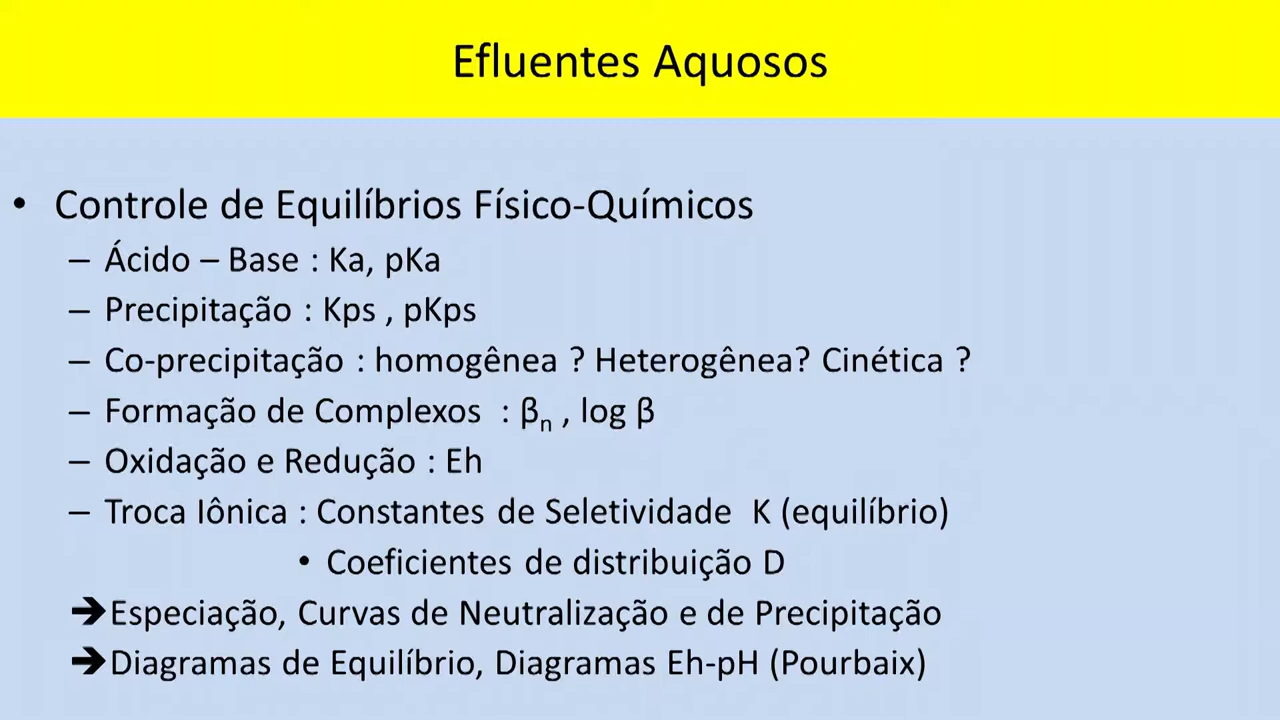 Efluentes Aquosos
• Controle de Equilíbrios Físico-Químicos
– Ácido – Base : Ka, pKa
– Precipitação : Kps , pKps
– Co-precipitação : homogênea ? Heterogênea? Cinética ?
– Formação de Complexos : βn , log β
– Oxidação e Redução : Eh
– Troca Iônica : Constantes de Seletividade K (equilíbrio)
• Coeficientes de distribuição D
➔Especiação, Curvas de Neutralização e de Precipitação
➔Diagramas de Equilíbrio, Diagramas Eh-pH (Pourbaix)